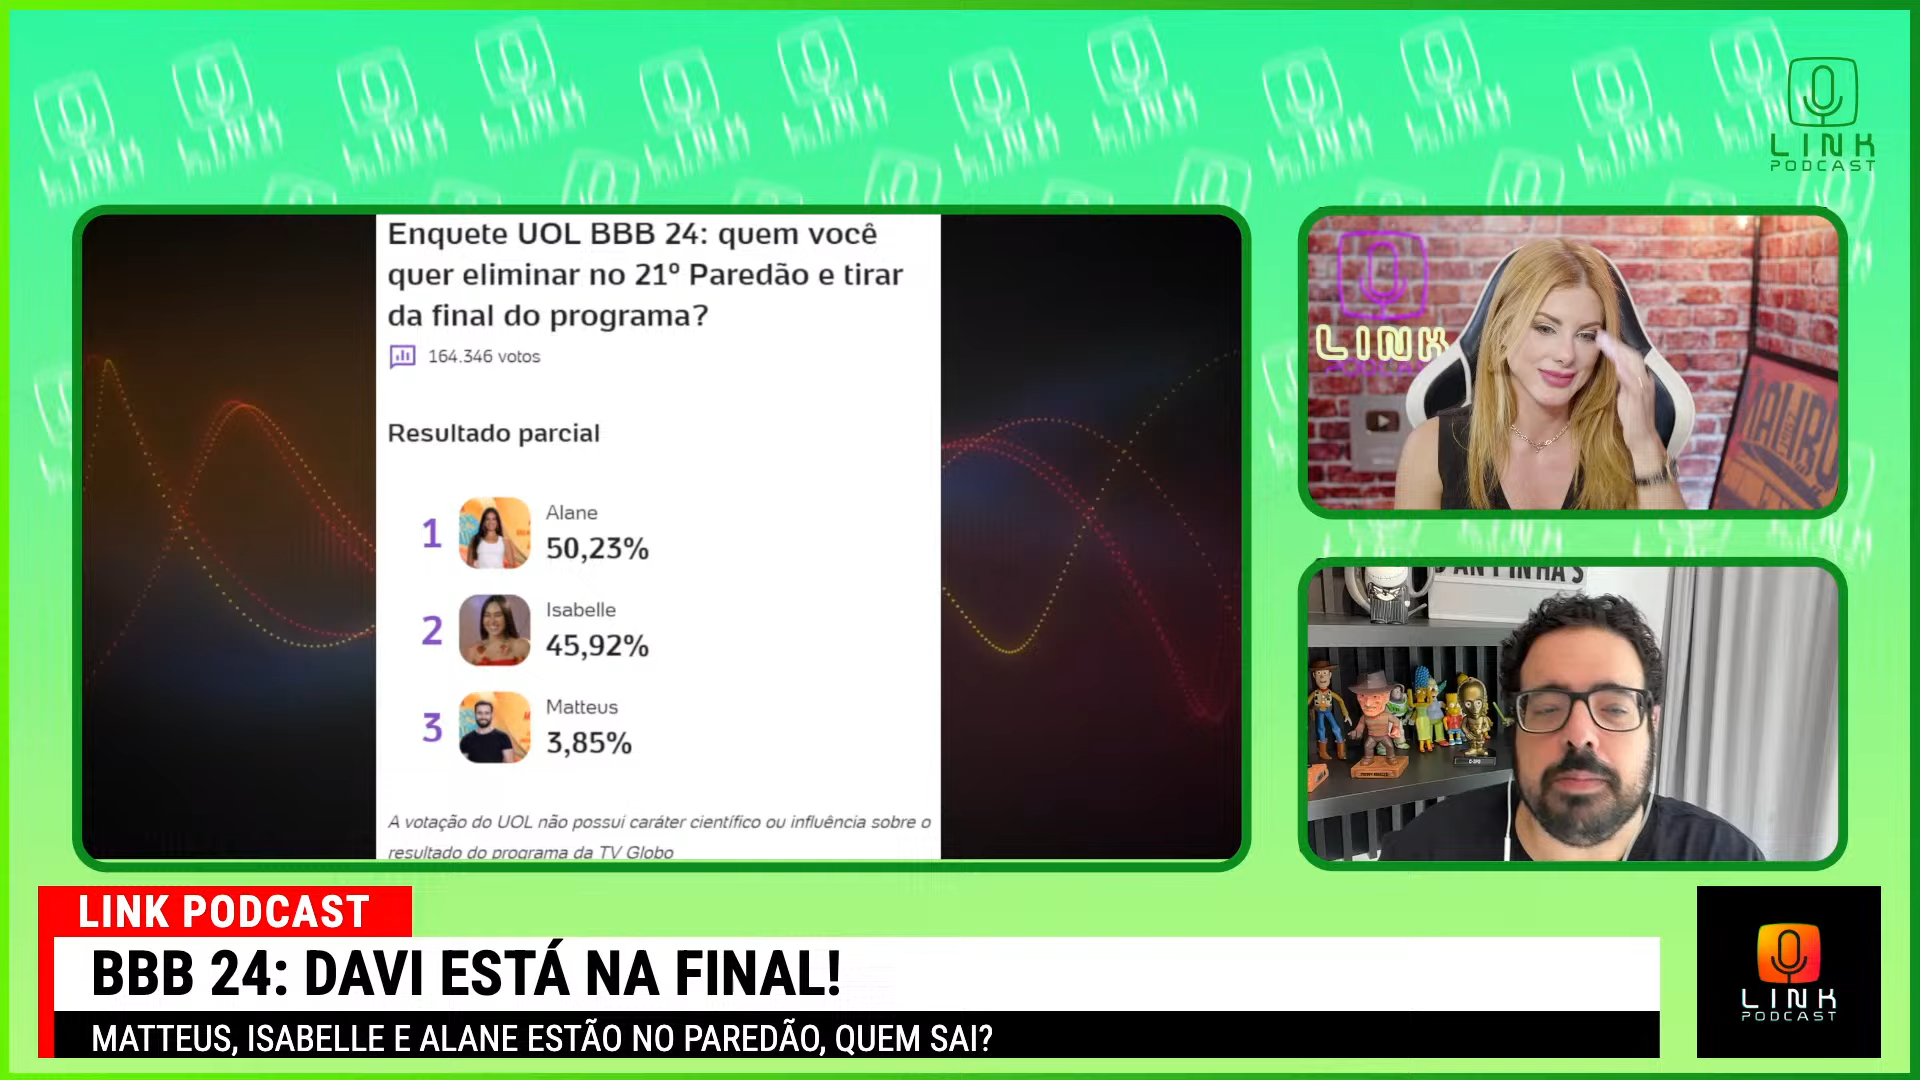 LINK
PODCAST
Enquete UOL BBB 24: quem você
quer eliminar no 21º Paredão e tirar
da final do programa?
164.346 votos
Resultado parcial
1
Alane
50,23%
2
Isabelle
45,92%
3
Matteus
3,85%
A votação do UOL não possui caráter científico ou influência sobre o
resultado do programa da TV Globo
LINK
MALIBU
LINK PODCAST
BBB 24: DAVI ESTÁ NA FINAL!
MATTEUS, ISABELLE E ALANE ESTÃO NO PAREDÃO, QUEM SAI?
LINK
PODCAST